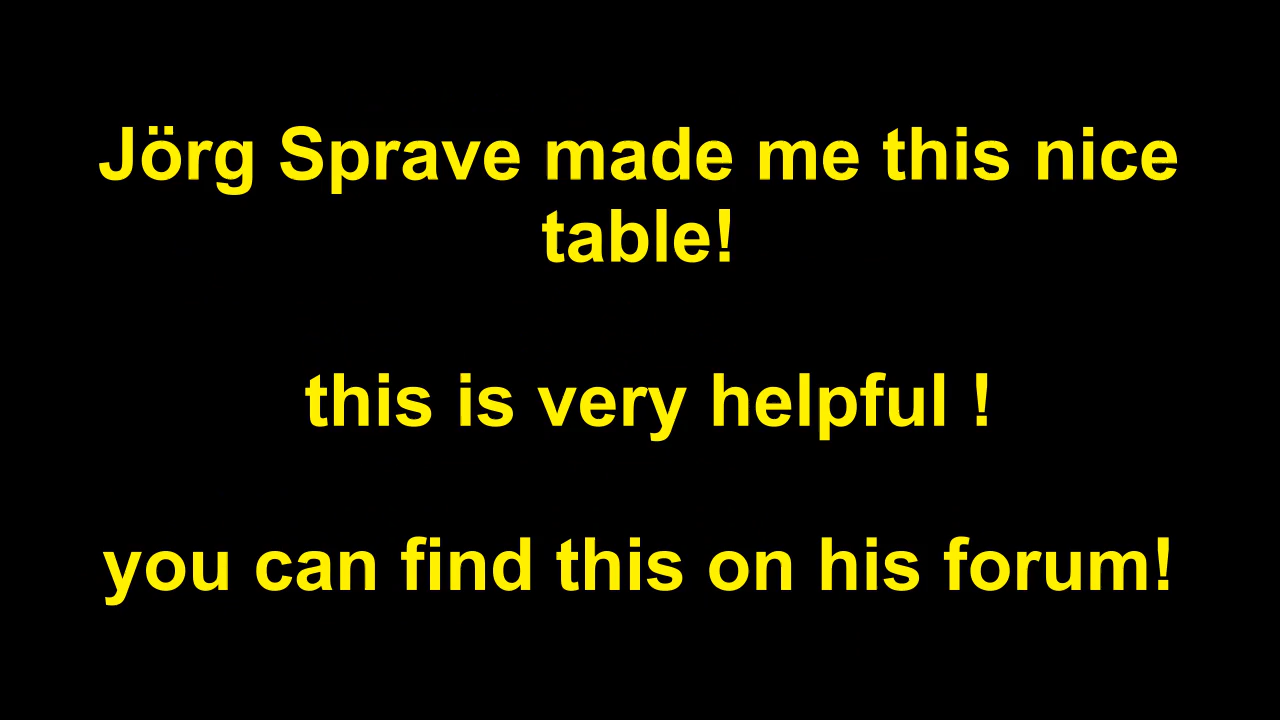 Jörg Sprave made me this nice
table!
this is very helpful !
you can find this on his forum!